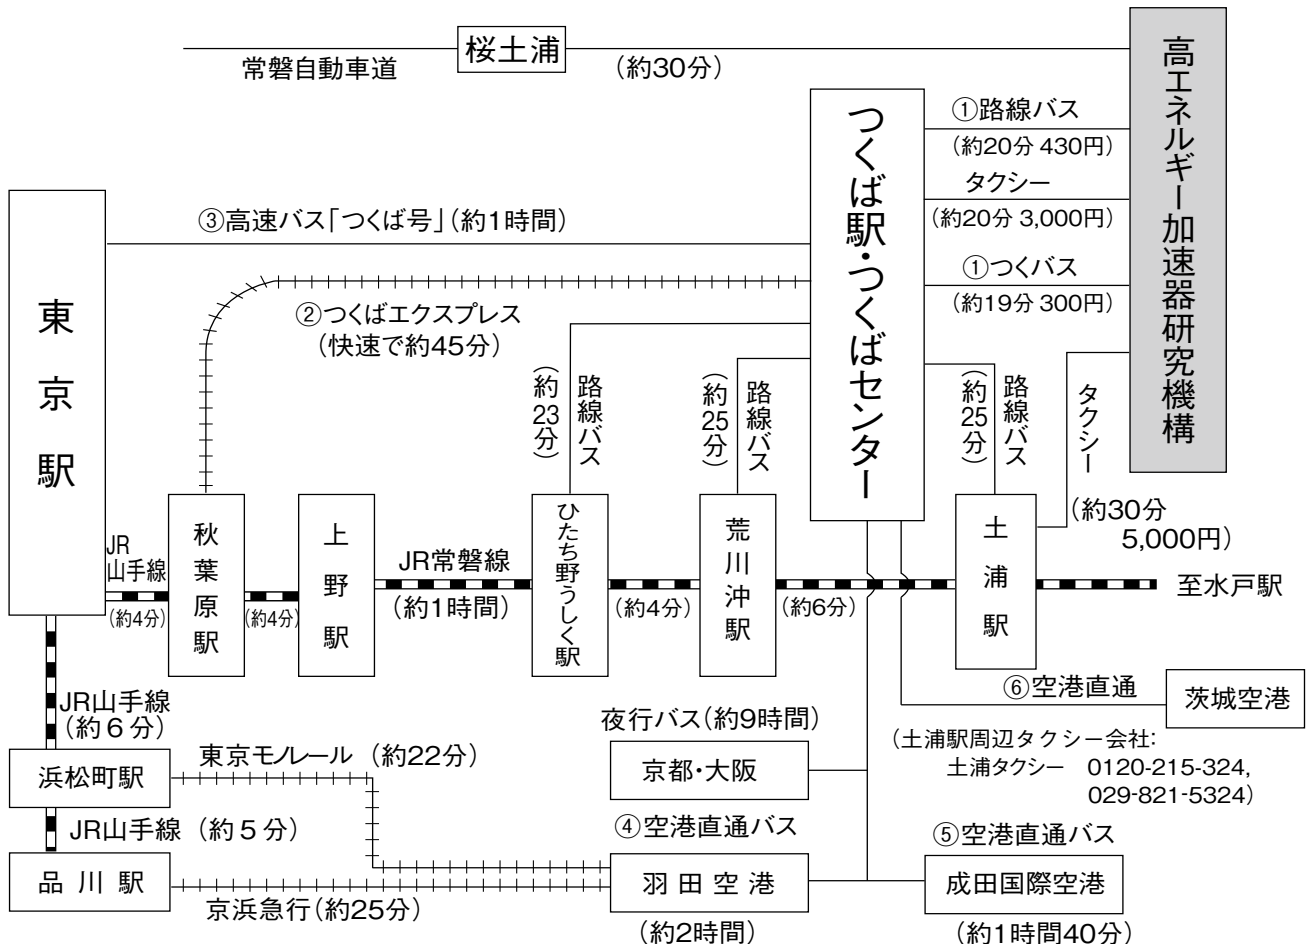 桜土浦
常磐自動車道
(約30分)
高エネルギー加速器研究機構
つくば駅・つくばセンター
①路線バス
(約20分 430円)
タクシー
(約20分 3,000円)
①つくバス
(約19分 300円)
東京駅
③高速バス「つくば号」(約1時間)
②つくばエクスプレス
(快速で約45分)
路線バス
(約23分)
路線バス
(約25分)
路線バス
(約25分)
タクシー
(約30分
5,000円)
JR
山手線
(約4分)
秋葉原駅
(約4分)
上野駅
JR常磐線
(約1時間)
ひたち野うしく駅
(約4分)
荒川沖駅
(約6分)
土浦駅
至水戸駅
JR山手線
(約6分)
浜松町駅
東京モノレール (約22分)
JR山手線 (約5分)
品川駅
京浜急行(約25分)
夜行バス(約9時間)
京都・大阪
④空港直通バス
羽田空港
(約2時間)
⑥空港直通
茨城空港
(土浦駅周辺タクシー会社:
土浦タクシー 0120-215-324,
029-821-5324)
⑤空港直通バス
成田国際空港
(約1時間40分)